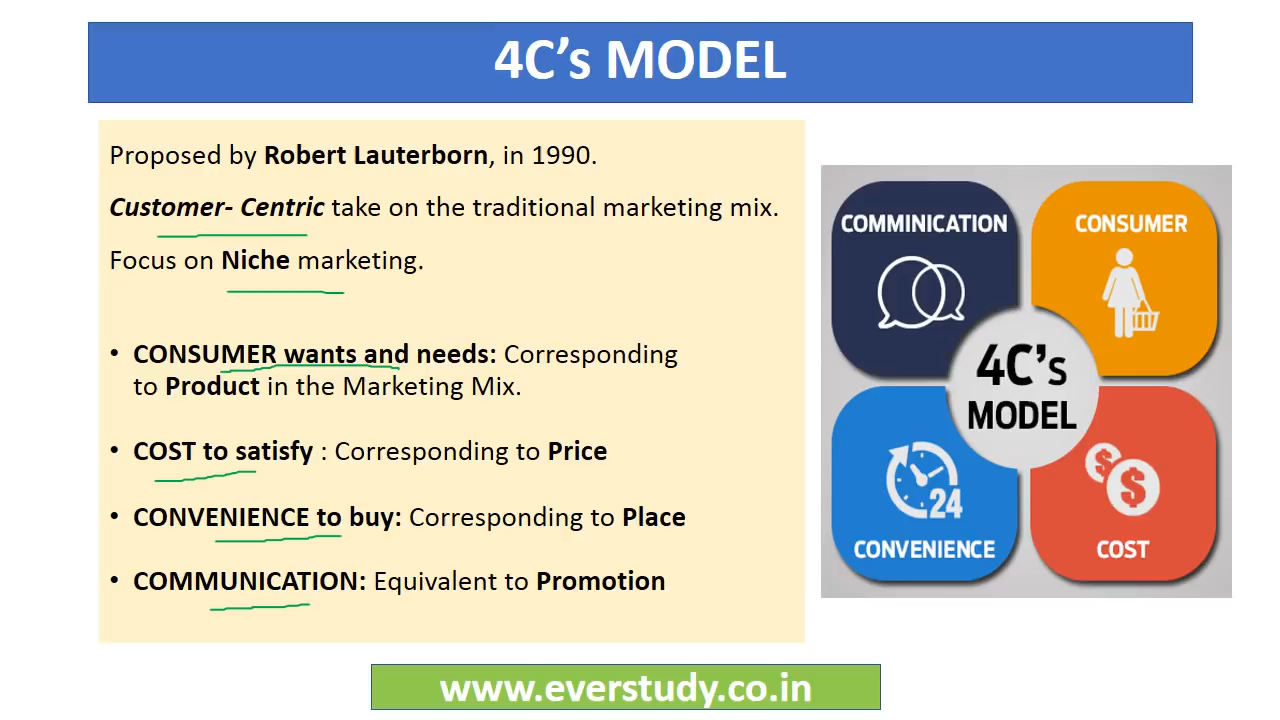 4C's MODEL
Proposed by Robert Lauterborn, in 1990.
Customer- Centric take on the traditional marketing mix.
Focus on Niche marketing.
• CONSUMER wants and needs: Corresponding
to Product in the Marketing Mix.
• COST to satisfy : Corresponding to Price
• CONVENIENCE to buy: Corresponding to Place
• COMMUNICATION: Equivalent to Promotion
COMMINICATION
CONSUMER
4C's
MODEL
24
CONVENIENCE
$
$
COST
www.everstudy.co.in